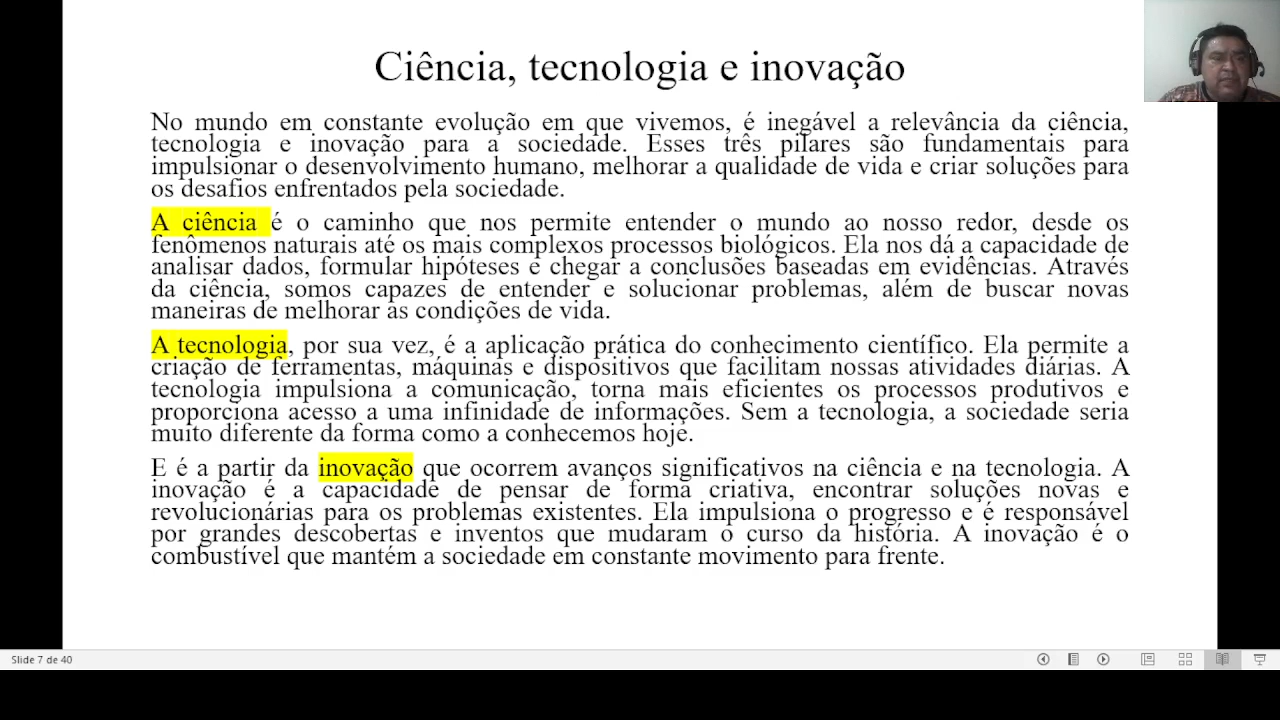 Ciência, tecnologia e inovação
No mundo em constante evolução em que vivemos, é inegável a relevância da ciência,
tecnologia e inovação para a sociedade. Esses três pilares são fundamentais para
impulsionar o desenvolvimento humano, melhorar a qualidade de vida e criar soluções para
os desafios enfrentados pela sociedade.
A ciência é o caminho que nos permite entender o mundo ao nosso redor, desde os
fenômenos naturais até os mais complexos processos biológicos. Ela nos dá a capacidade de
analisar dados, formular hipóteses e chegar a conclusões baseadas em evidências. Através
da ciência, somos capazes de entender e solucionar problemas, além de buscar novas
maneiras de melhorar as condições de vida.
A tecnologia, por sua vez, é a aplicação prática do conhecimento científico. Ela permite a
criação de ferramentas, máquinas e dispositivos que facilitam nossas atividades diárias. A
tecnologia impulsiona a comunicação, torna mais eficientes os processos produtivos e
proporciona acesso a uma infinidade de informações. Sem a tecnologia, a sociedade seria
muito diferente da forma como a conhecemos hoje.
E é a partir da inovação que ocorrem avanços significativos na ciência e na tecnologia. A
inovação é a capacidade de pensar de forma criativa, encontrar soluções novas e
revolucionárias para os problemas existentes. Ela impulsiona o progresso e é responsável
por grandes descobertas e inventos que mudaram o curso da história. A inovação é o
combustível que mantém a sociedade em constante movimento para frente.
Slide 7 de 40